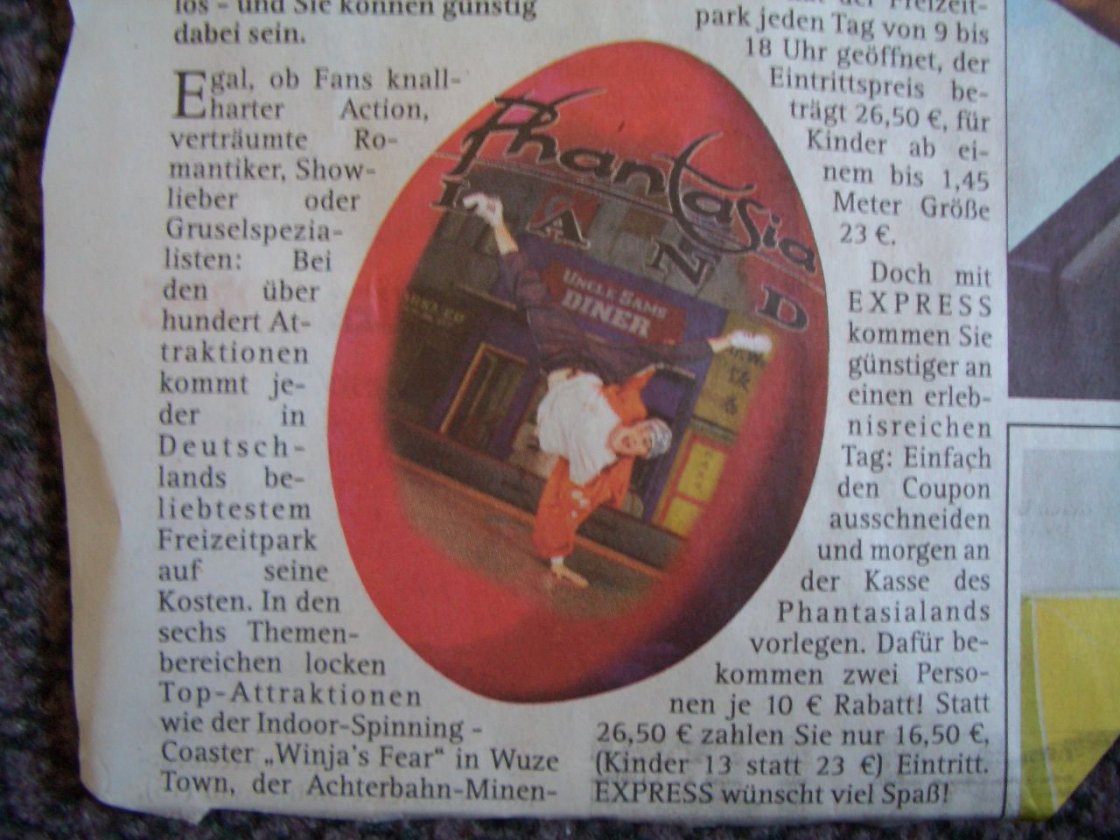 los - und Sie können günstig
dabei sein.
Egal, ob Fans knall-
harter Action,
verträumte Ro-
mantiker, Show-
lieber oder
Gruselspezia-
listen: Bei
den über
hundert At-
traktionen
kommt je-
der in
Deutsch-
lands be-
liebtestem
Freizeitpark
auf seine
Kosten. In den
sechs Themen-
bereichen locken
Top-Attraktionen
wie der Indoor-Spinning -
Coaster „Winja's Fear“ in Wuze
Town, der Achterbahn-Minen-
Phantasia
LAND
UNCLE SAMS
DINER
der Freizeit-
park jeden Tag von 9 bis
18 Uhr geöffnet, der
Eintrittspreis be-
trägt 26,50 €, für
Kinder ab ei-
nem bis 1,45
Meter Größe
23 €.
Doch mit
EXPRESS
kommen Sie
günstiger an
einen erleb-
nisreichen
Tag: Einfach
den Coupon
ausschneiden
und morgen an
der Kasse des
Phantasialands
vorlegen. Dafür be-
kommen zwei Perso-
nen je 10 € Rabatt! Statt
26,50 € zahlen Sie nur 16,50 €,
(Kinder 13 statt 23 €) Eintritt.
EXPRESS wünscht viel Spaß!